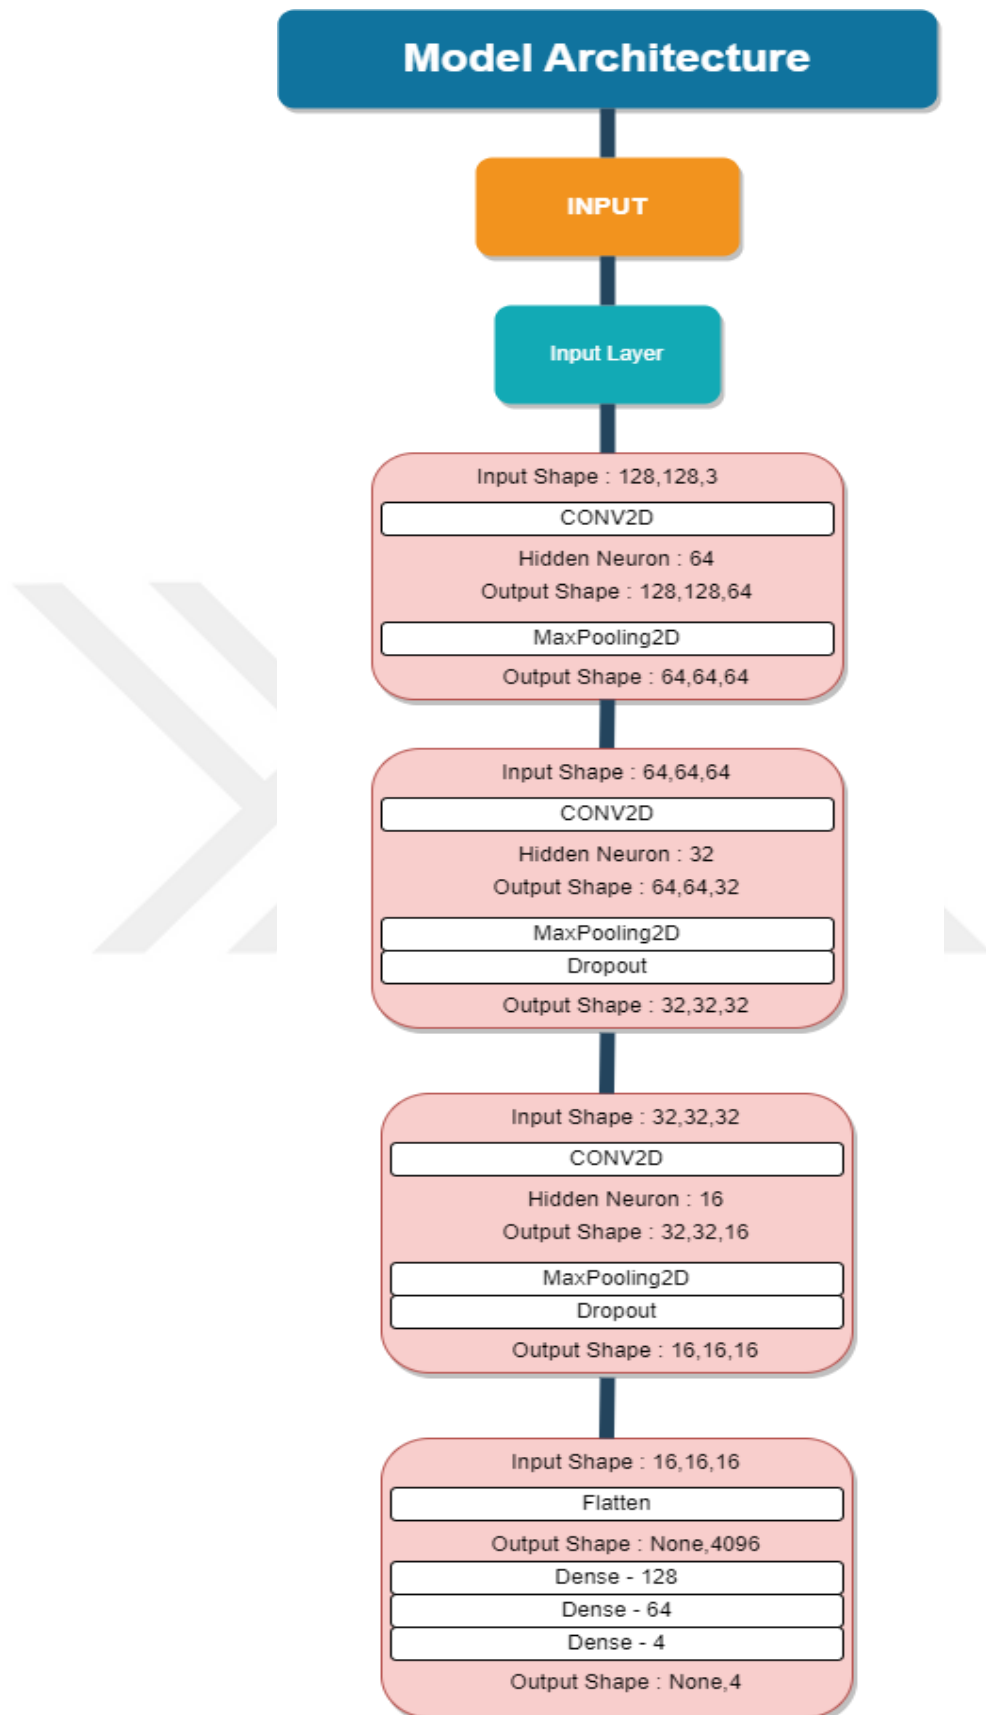 Model Architecture
INPUT
Input Layer
Input Shape : 128,128,3
CONV2D
Hidden Neuron : 64
Output Shape : 128,128,64
MaxPooling2D
Output Shape : 64,64,64
Input Shape : 64,64,64
CONV2D
Hidden Neuron : 32
Output Shape : 64,64,32
MaxPooling2D
Dropout
Output Shape : 32,32,32
Input Shape : 32,32,32
CONV2D
Hidden Neuron : 16
Output Shape : 32,32,16
MaxPooling2D
Dropout
Output Shape : 16,16,16
Input Shape : 16,16,16
Flatten
Output Shape : None,4096
Dense - 128
Dense - 64
Dense - 4
Output Shape : None,4